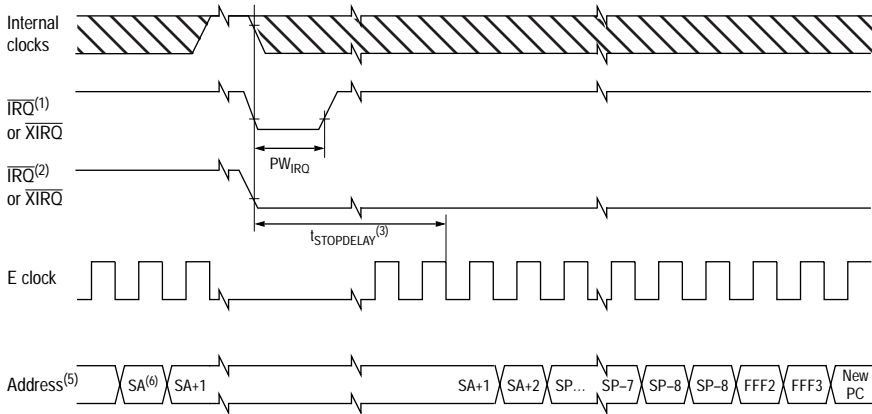 Internal
clocks
IRQ(1)
or XIRQ
PWIRQ
IRQ(2)
or XIRQ
tSTOPDELAY(3)
E clock
Address(5) SA(6) SA+1 SA+1 SA+2 SP... SP–7 SP–8 SP–8 FFF2 FFF3 New PC